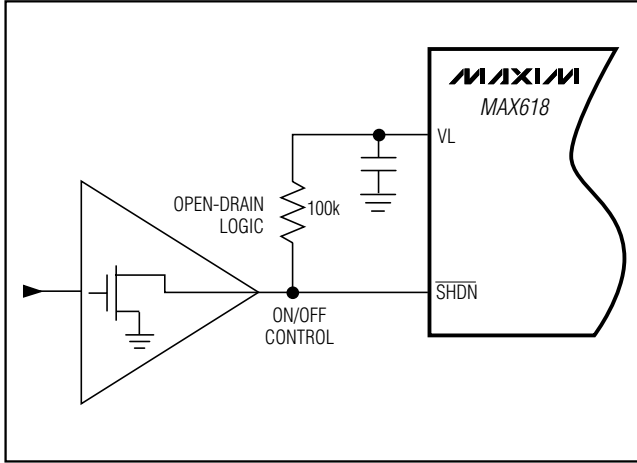 MAXIM
MAX618
VL
OPEN-DRAIN
LOGIC
100k
SHDN
ON/OFF
CONTROL